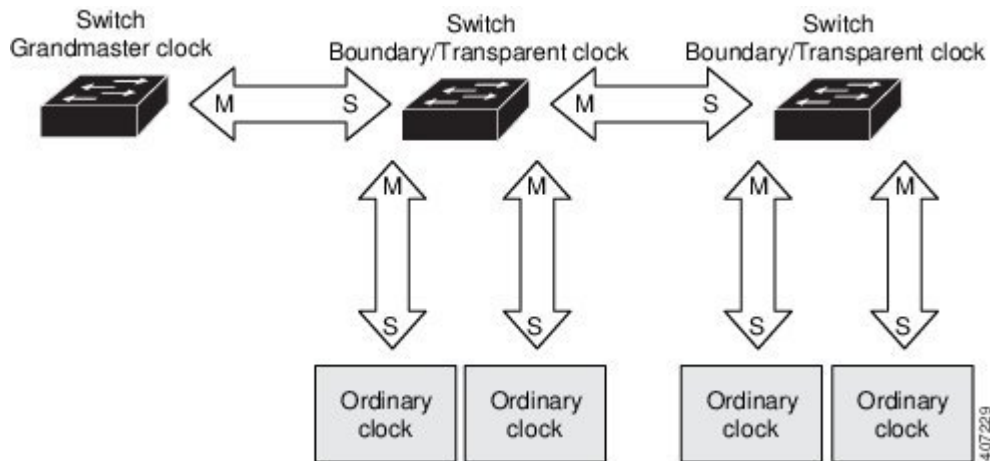 Switch
Grandmaster clock
Switch
Boundary/Transparent clock
Switch
Boundary/Transparent clock
M
S
M
S
M
M
M
M
S
S
S
S
Ordinary
clock
Ordinary
clock
Ordinary
clock
Ordinary
clock
407229